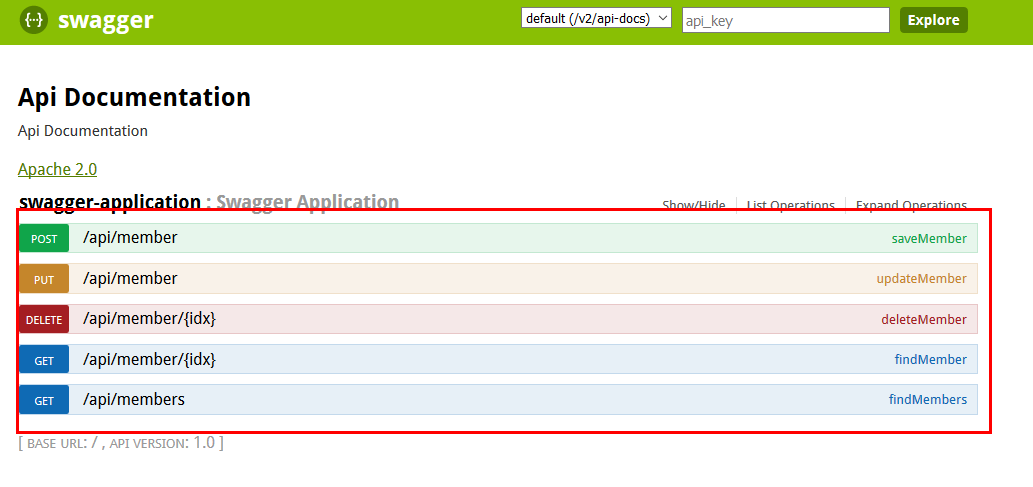 {··} swagger default (/v2/api-docs) api_key Explore
Api Documentation
Api Documentation
Apache 2.0
swagger-application : Swagger Application Show/Hide List Operations Expand Operations
POST /api/member saveMember
PUT /api/member updateMember
DELETE /api/member/{idx} deleteMember
GET /api/member/{idx} findMember
GET /api/members findMembers
[ BASE URL: / , API VERSION: 1.0 ]